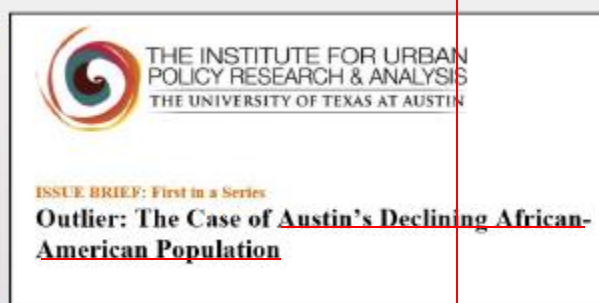 THE INSTITUTE FOR URBAN
POLICY RESEARCH & ANALYSIS
THE UNIVERSITY OF TEXAS AT AUSTIN
ISSUE BRIEF: First in a Series
Outlier: The Case of Austin's Declining African-
American Population